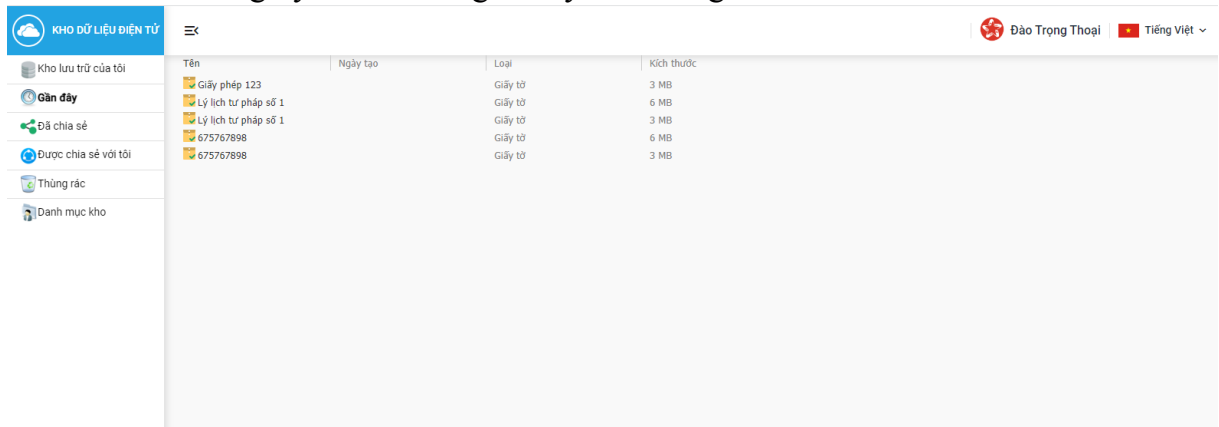 KHO DỮ LIỆU ĐIỆN TỬ
Đào Trọng Thoại Tiếng Việt
Kho lưu trữ của tôi
Gần đây
Đã chia sẻ
Được chia sẻ với tôi
Thùng rác
Danh mục kho
Tên Ngày tạo Loại Kích thước
Giấy phép 123 Giấy tờ 3 MB
Lý lịch tư pháp số 1 Giấy tờ 6 MB
Lý lịch tư pháp số 1 Giấy tờ 3 MB
675767898 Giấy tờ 6 MB
675767898 Giấy tờ 3 MB